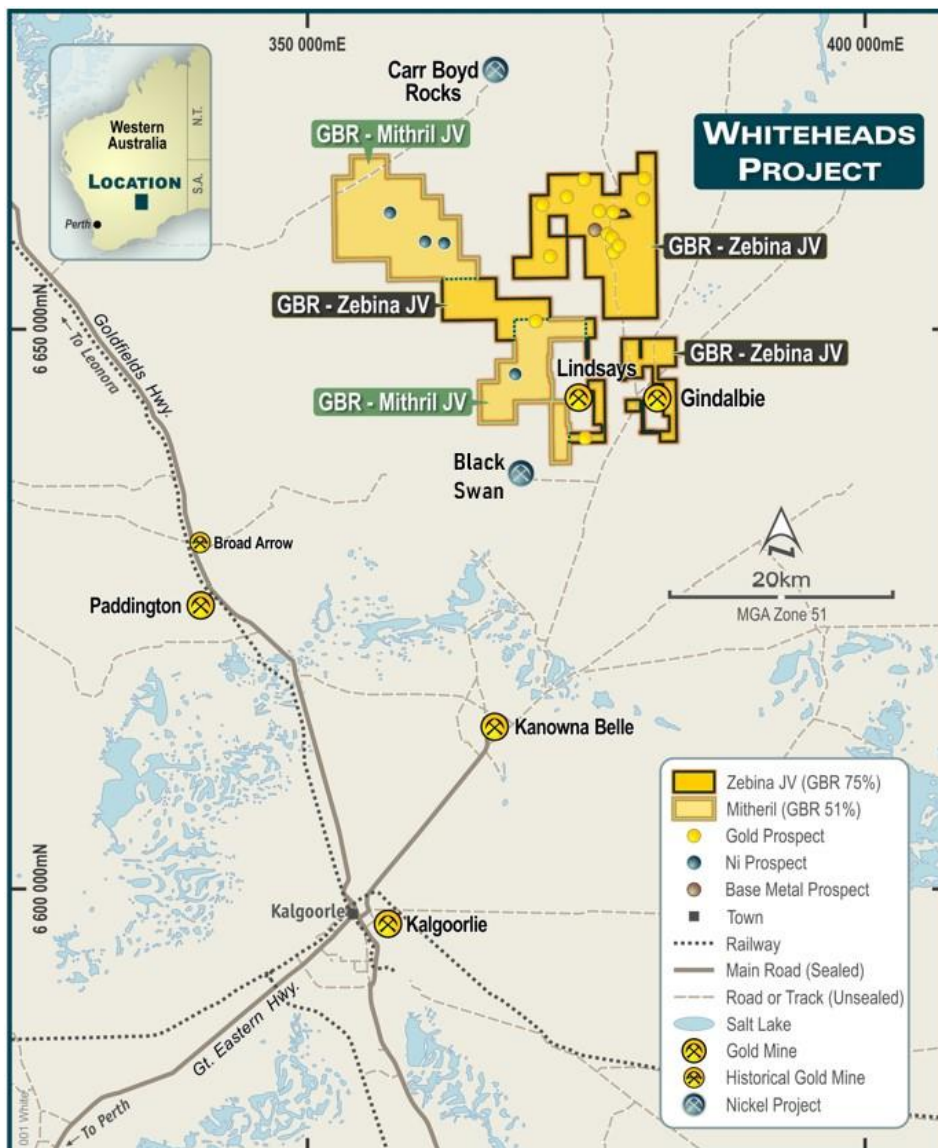 350 000mE
400 000mE
Carr Boyd
Rocks
WHITEHEADS
PROJECT
Western
Australia
LOCATION
Perth
N.T.
S.A.
GBR - Mithril JV
GBR - Zebina JV
GBR - Zebina JV
6 650 000mN
Goldfields Hwy.
To Leonora
Lindsays
GBR - Zebina JV
GBR - Mithril JV
Gindalbie
Black
Swan
Broad Arrow
Paddington
20km
MGA Zone 51
Kanowna Belle
6 600 000mN
Kalgoorle
Kalgoorlie
Gt. Eastern Hwy.
To Perth
001 White
Zebina JV (GBR 75%)
Mitheril (GBR 51%)
Gold Prospect
Ni Prospect
Base Metal Prospect
Town
Railway
Main Road (Sealed)
Road or Track (Unsealed)
Salt Lake
Gold Mine
Historical Gold Mine
Nickel Project